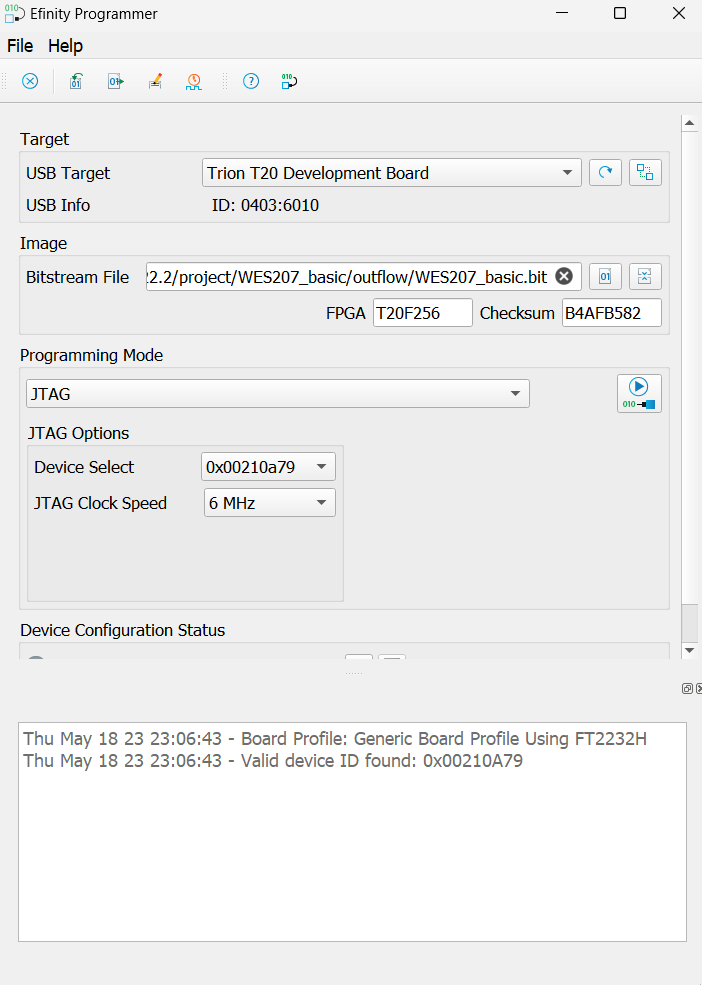 Efinity Programmer
File Help
Target
USB Target Trion T20 Development Board
USB Info ID: 0403:6010
Image
Bitstream File 22.2/project/WES207_basic/outflow/WES207_basic.bit
FPGA T20F256 Checksum B4AFB582
Programming Mode
JTAG
JTAG Options
Device Select 0x00210a79
JTAG Clock Speed 6 MHz
Device Configuration Status
Thu May 18 23 23:06:43 - Board Profile: Generic Board Profile Using FT2232H
Thu May 18 23 23:06:43 - Valid device ID found: 0x00210A79